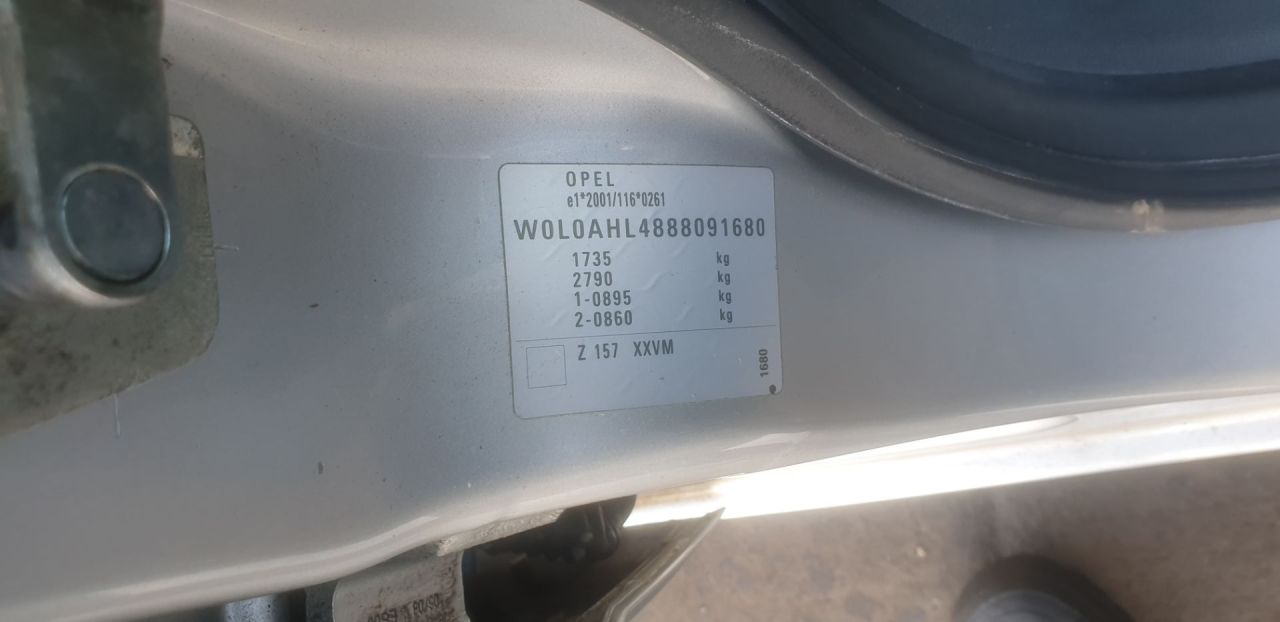 OPEL
e1*2001/116*0261
W0L0AHL4888091680
1735 kg
2790 kg
1-0895 kg
2-0860 kg
Z 157 XXVM
1680